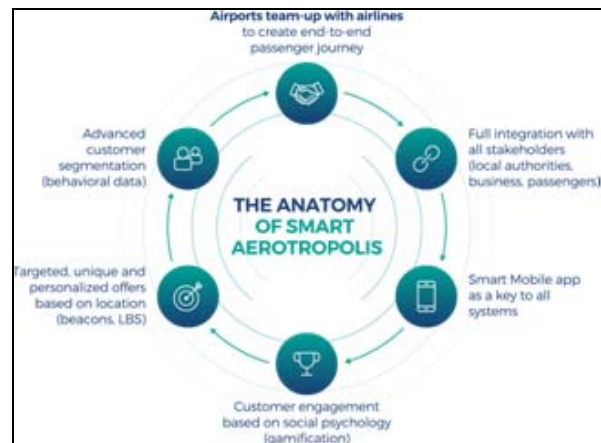 Airports team-up with airlines
to create end-to-end
passenger journey
Full integration with
all stakeholders
(local authorities,
business, passengers)
Smart Mobile app
as a key to all
systems
Customer engagement
based on social psychology
(gamification)
Targeted, unique and
personalized offers
based on location
(beacons, LBS)
Advanced
customer
segmentation
(behavioral data)
THE ANATOMY
OF SMART
AEROTROPOLIS